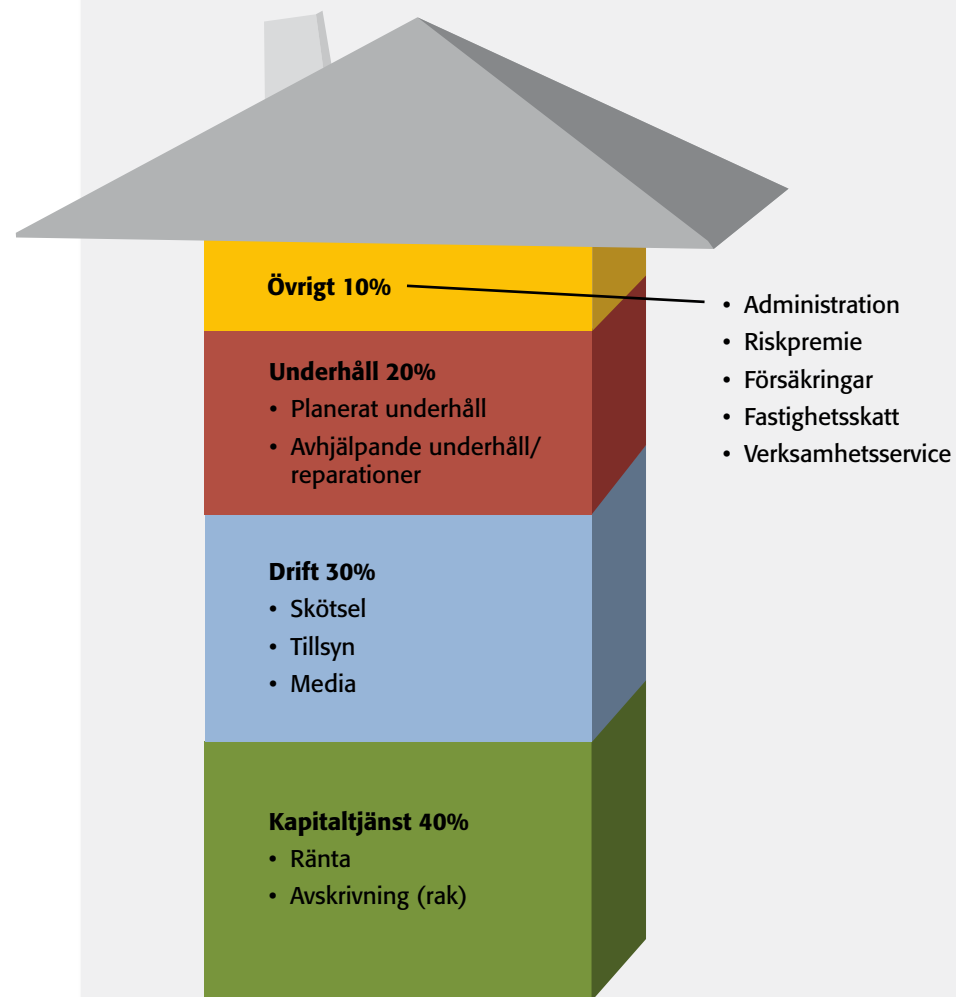 Övrigt 10%
• Administration
• Riskpremie
• Försäkringar
• Fastighetsskatt
• Verksamhetsservice
Underhåll 20%
• Planerat underhåll
• Avhjälpande underhåll/
reparationer
Drift 30%
• Skötsel
• Tillsyn
• Media
Kapitaltjänst 40%
• Ränta
• Avskrivning (rak)